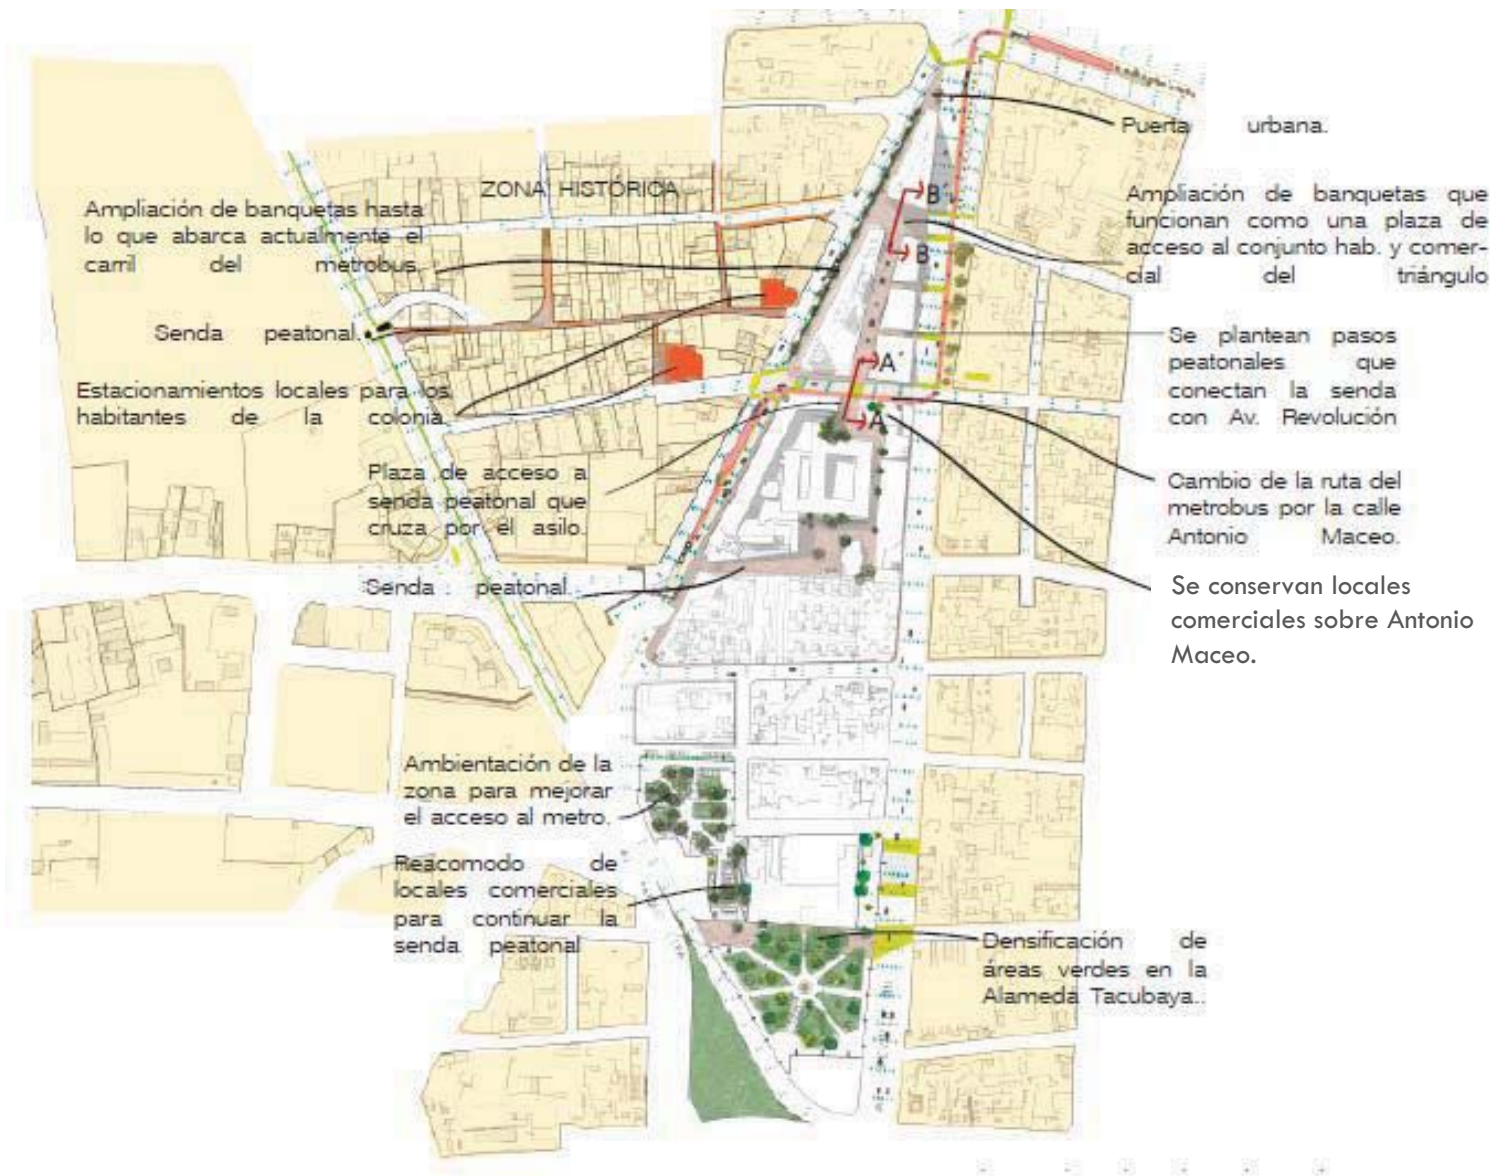 Puerta urbana.
ZONA HISTÓRICA
Ampliación de banquetas hasta
lo que abarca actualmente el
carril del metrobus.
Ampliación de banquetas que
funcionan como una plaza de
acceso al conjunto hab. y comer-
cial del triángulo
B´
B
Senda peatonal.
Se plantean pasos
peatonales que
conectan la senda
con Av. Revolución
A´
A
Estacionamientos locales para los
habitantes de la colonia.
Plaza de acceso a
senda peatonal que
cruza por el asilo.
Cambio de la ruta del
metrobus por la calle
Antonio Maceo.
Senda peatonal.
Se conservan locales
comerciales sobre Antonio
Maceo.
Ambientación de la
zona para mejorar
el acceso al metro.
Reacomodo de
locales comerciales
para continuar la
senda peatonal
Densificación de
áreas verdes en la
Alameda Tacubaya..